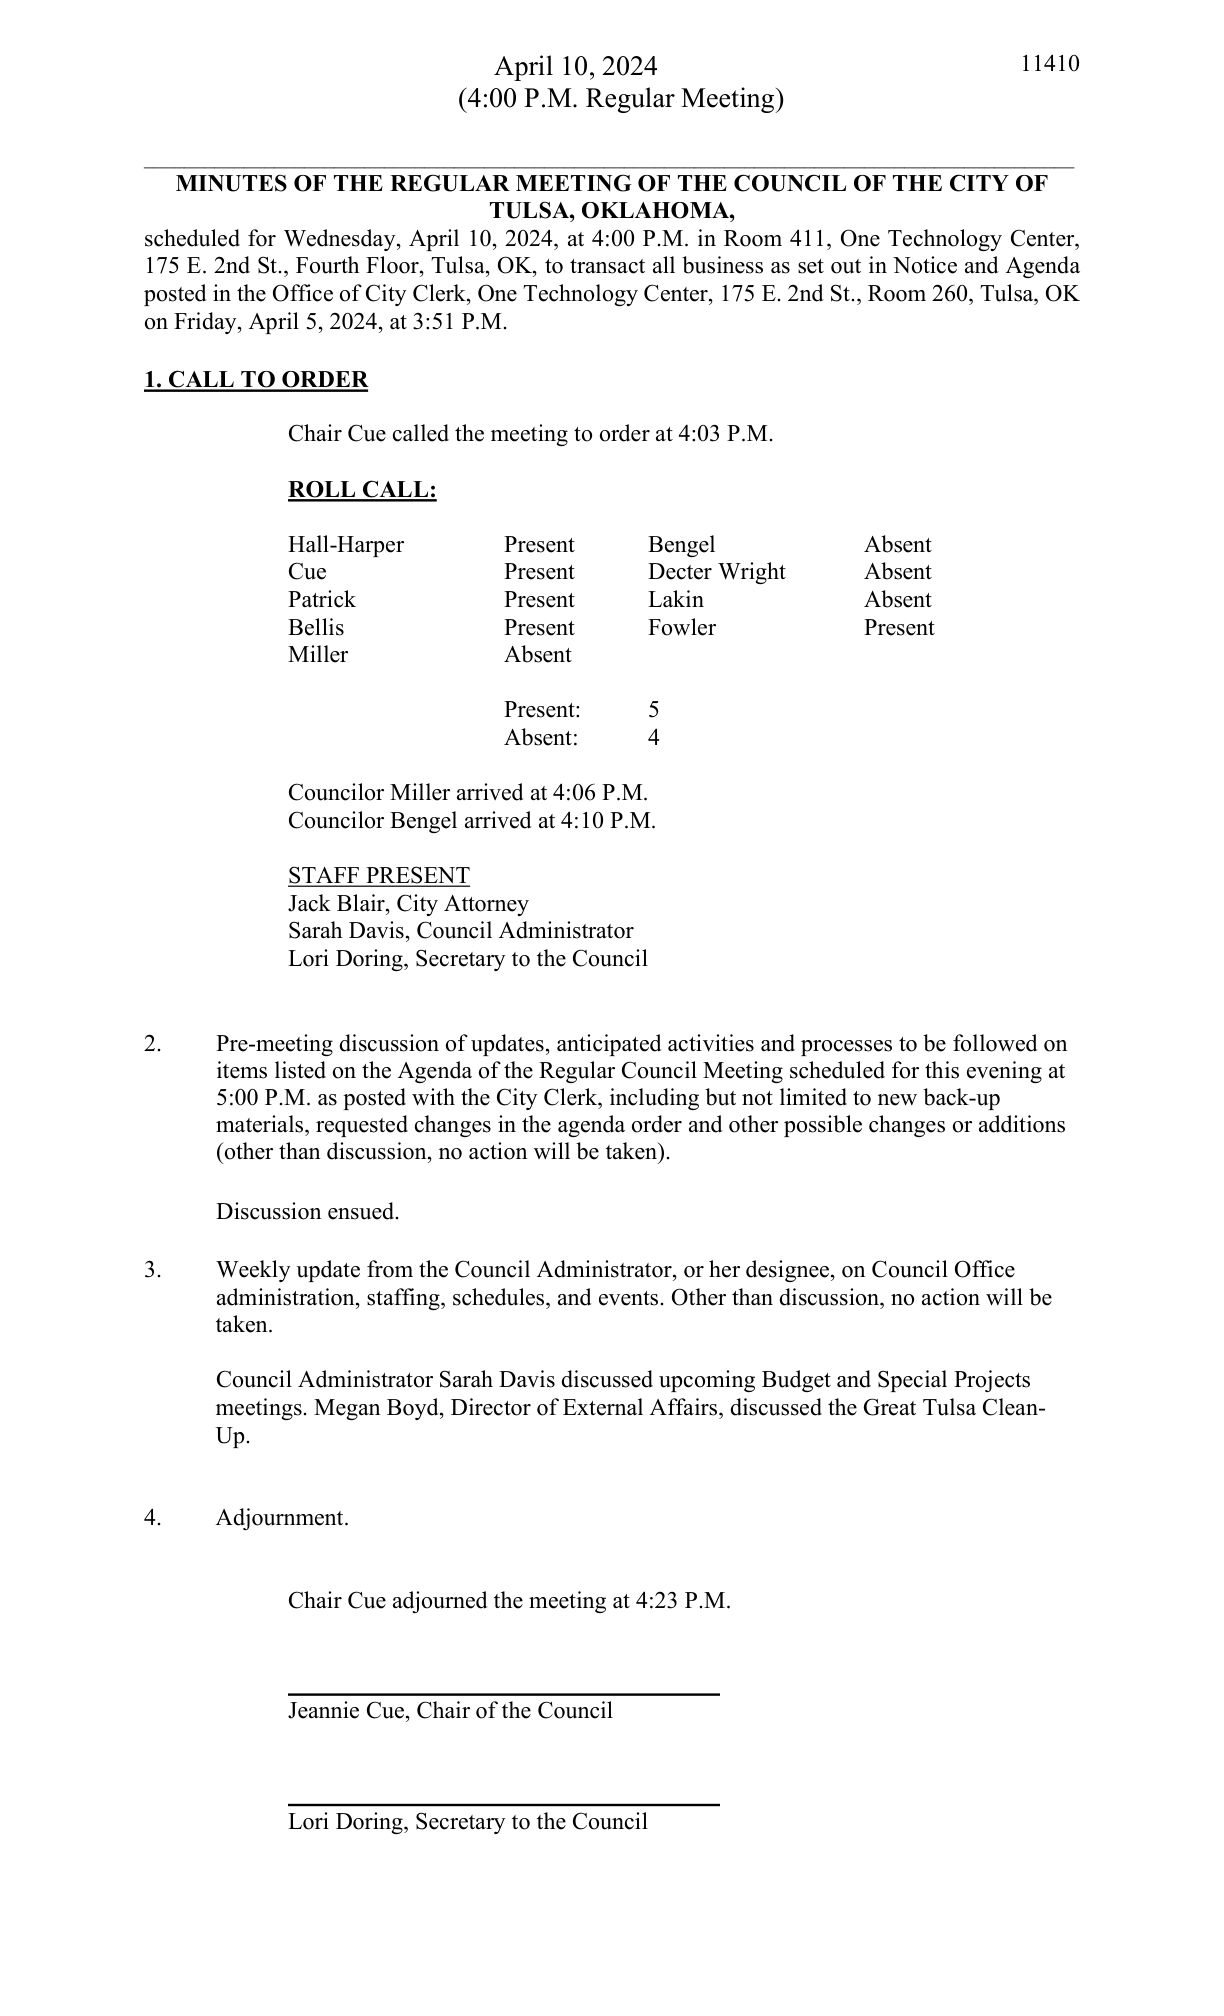 April 10, 2024 11410
(4:00 P.M. Regular Meeting)
MINUTES OF THE REGULAR MEETING OF THE COUNCIL OF THE CITY OF
TULSA, OKLAHOMA,
scheduled for Wednesday, April 10, 2024, at 4:00 P.M. in Room 411, One Technology Center,
175 E. 2nd St., Fourth Floor, Tulsa, OK, to transact all business as set out in Notice and Agenda
posted in the Office of City Clerk, One Technology Center, 175 E. 2nd St., Room 260, Tulsa, OK
on Friday, April 5, 2024, at 3:51 P.M.
1. CALL TO ORDER
Chair Cue called the meeting to order at 4:03 P.M.
ROLL CALL:
Hall-Harper Present Bengel Absent
Cue Present Decter Wright Absent
Patrick Present Lakin Absent
Bellis Present Fowler Present
Miller Absent
Present: 5
Absent: 4
Councilor Miller arrived at 4:06 P.M.
Councilor Bengel arrived at 4:10 P.M.
STAFF PRESENT
Jack Blair, City Attorney
Sarah Davis, Council Administrator
Lori Doring, Secretary to the Council
2. Pre-meeting discussion of updates, anticipated activities and processes to be followed on
items listed on the Agenda of the Regular Council Meeting scheduled for this evening at
5:00 P.M. as posted with the City Clerk, including but not limited to new back-up
materials, requested changes in the agenda order and other possible changes or additions
(other than discussion, no action will be taken).
Discussion ensued.
3. Weekly update from the Council Administrator, or her designee, on Council Office
administration, staffing, schedules, and events. Other than discussion, no action will be
taken.
Council Administrator Sarah Davis discussed upcoming Budget and Special Projects
meetings. Megan Boyd, Director of External Affairs, discussed the Great Tulsa Clean-
Up.
4. Adjournment.
Chair Cue adjourned the meeting at 4:23 P.M.
Jeannie Cue, Chair of the Council
Lori Doring, Secretary to the Council